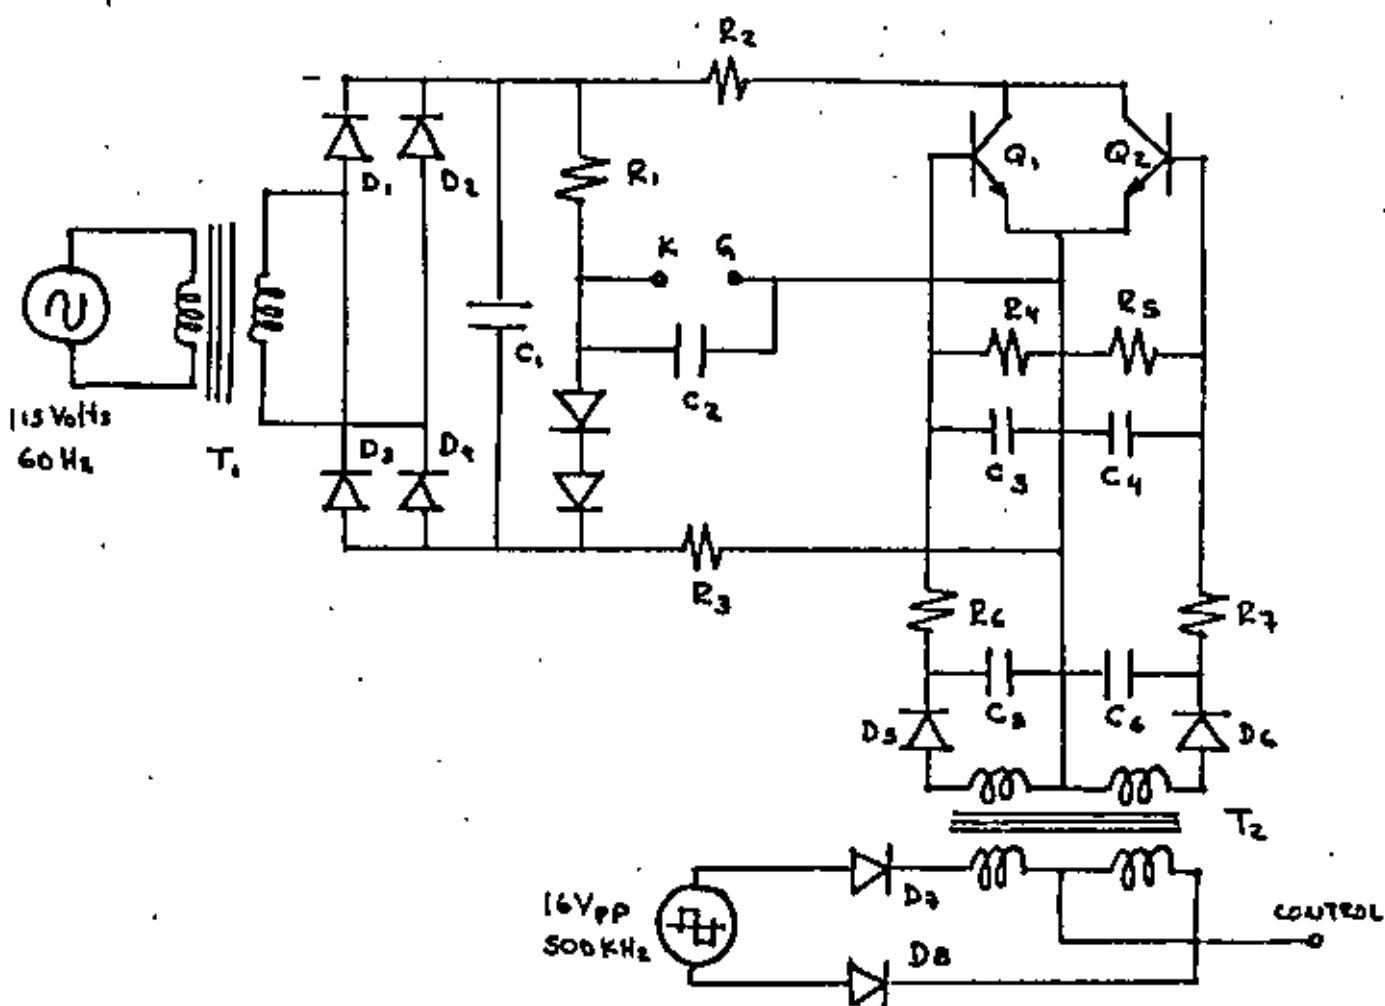 R2
D1
D2
R1
Q1
Q2
K
G
R4
R5
C1
C2
115 Volts
60 Hz
T1
D3
D4
C3
C4
R3
R6
R7
C5
C6
D5
D6
T2
D7
16Vpp
500KHz
D8
CONTROL